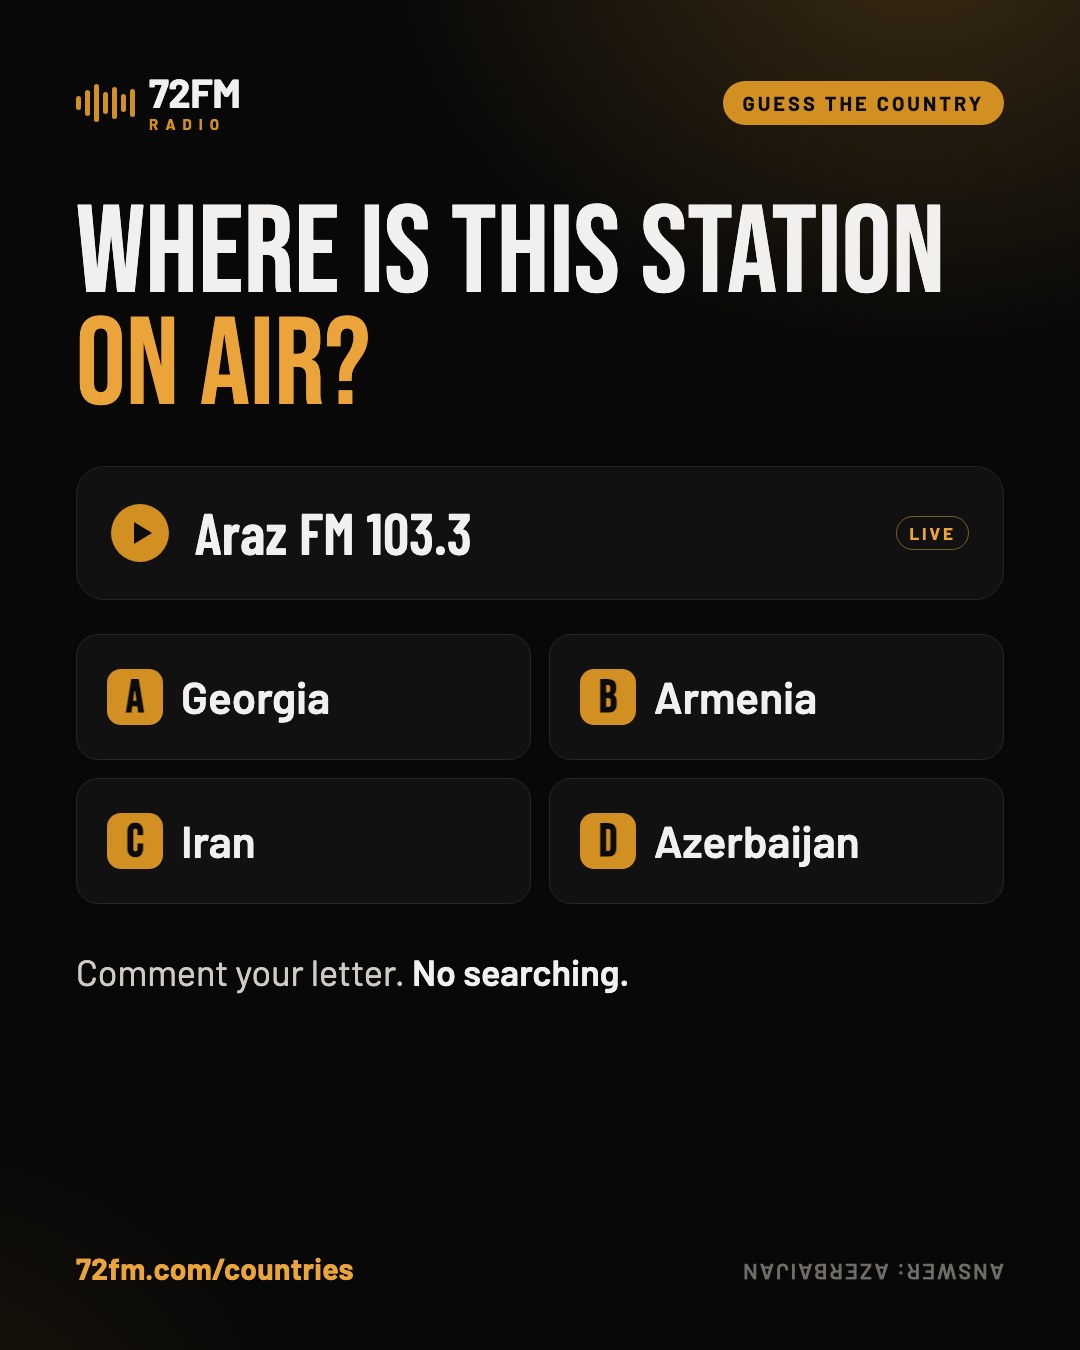 72FM
RADIO
GUESS THE COUNTRY
WHERE IS THIS STATION
ON AIR?
Araz FM 103.3
LIVE
A Georgia
B Armenia
C Iran
D Azerbaijan
Comment your letter. No searching.
72fm.com/countries
ANSWER: AZERBAIJAN